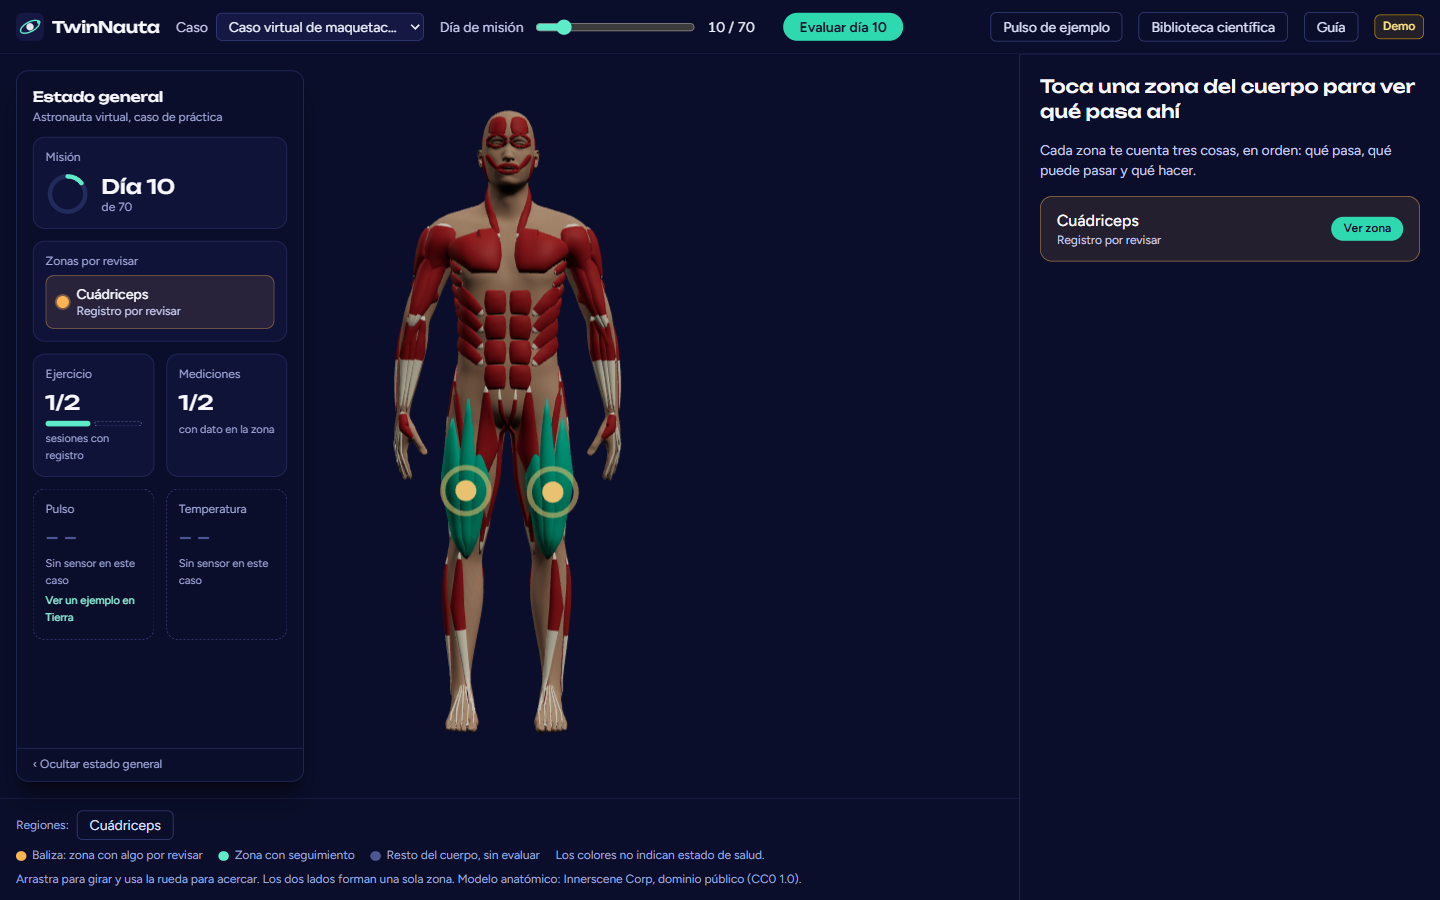 TwinNauta
Caso
Caso virtual de maquetac...
Día de misión
10 / 70
Evaluar día 10
Pulso de ejemplo
Biblioteca científica
Guía
Demo
Estado general
Astronauta virtual, caso de práctica
Misión
Día 10
de 70
Zonas por revisar
Cuádriceps
Registro por revisar
Ejercicio
1/2
sesiones con
registro
Mediciones
1/2
con dato en la zona
Pulso
– –
Sin sensor en este
caso
Ver un ejemplo en
Tierra
Temperatura
– –
Sin sensor en este
caso
‹ Ocultar estado general
Toca una zona del cuerpo para ver
qué pasa ahí
Cada zona te cuenta tres cosas, en orden: qué pasa, qué
puede pasar y qué hacer.
Cuádriceps
Registro por revisar
Ver zona
Regiones:
Cuádriceps
Baliza: zona con algo por revisar
Zona con seguimiento
Resto del cuerpo, sin evaluar
Los colores no indican estado de salud.
Arrastra para girar y usa la rueda para acercar. Los dos lados forman una sola zona. Modelo anatómico: Innerscene Corp, dominio público (CC0 1.0).